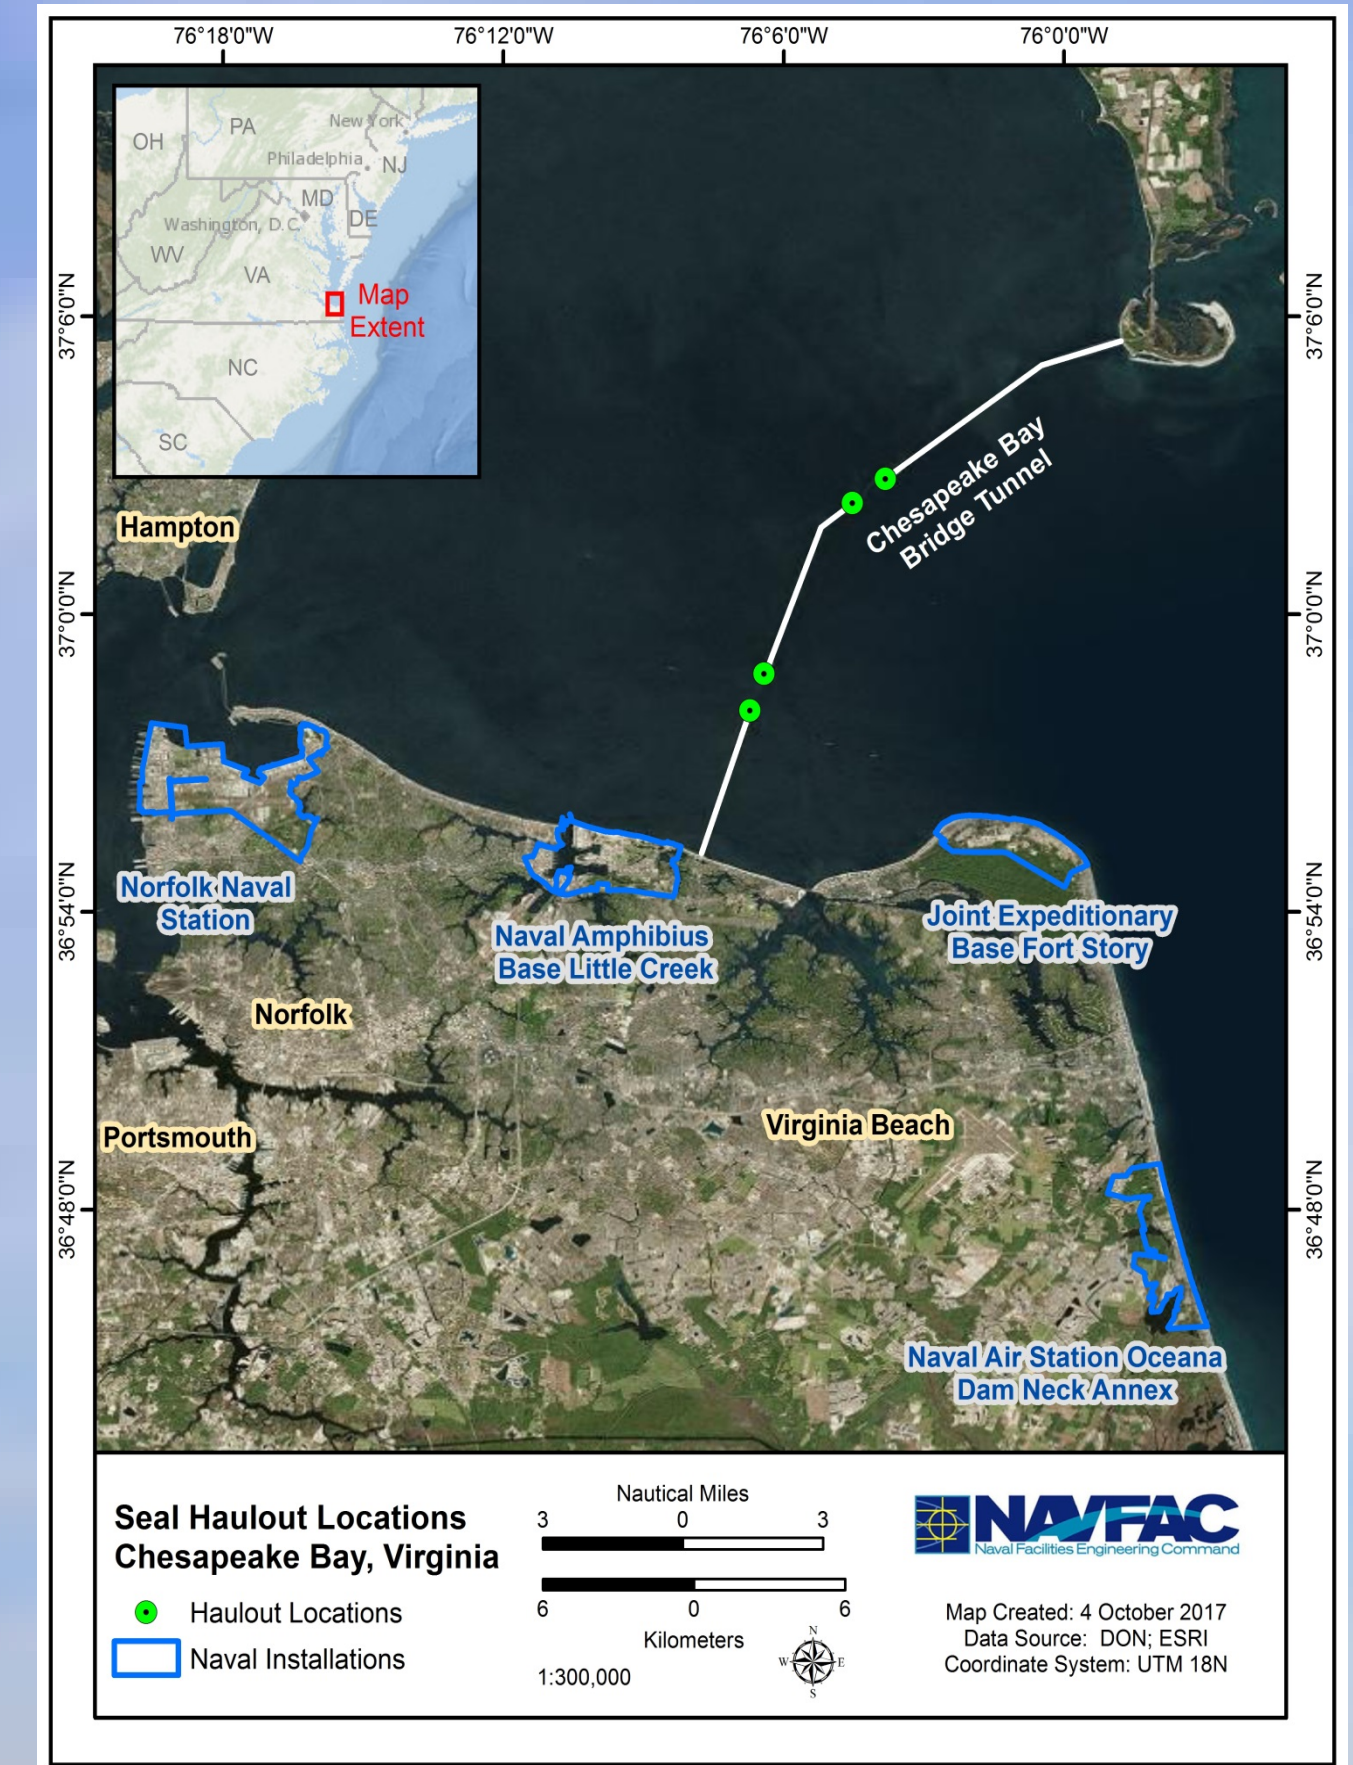 76°18'0"W 76°12'0"W 76°6'0"W 76°0'0"W
OH
PA
New York
Philadelphia
NJ
MD
Washington, D.C.
DE
WV
VA
Map
Extent
NC
SC
37°6'0"N
37°6'0"N
Chesapeake Bay
Bridge Tunnel
Hampton
37°0'0"N
37°0'0"N
Norfolk Naval
Station
Naval Amphibius
Base Little Creek
Joint Expeditionary
Base Fort Story
36°54'0"N
36°54'0"N
Norfolk
Portsmouth
Virginia Beach
36°48'0"N
36°48'0"N
Naval Air Station Oceana
Dam Neck Annex
Seal Haulout Locations
Chesapeake Bay, Virginia
Haulout Locations
Naval Installations
Nautical Miles
3 0 3
6 0 6
Kilometers
1:300,000
N
W E
S
NAVFAC
Naval Facilities Engineering Command
Map Created: 4 October 2017
Data Source: DON; ESRI
Coordinate System: UTM 18N